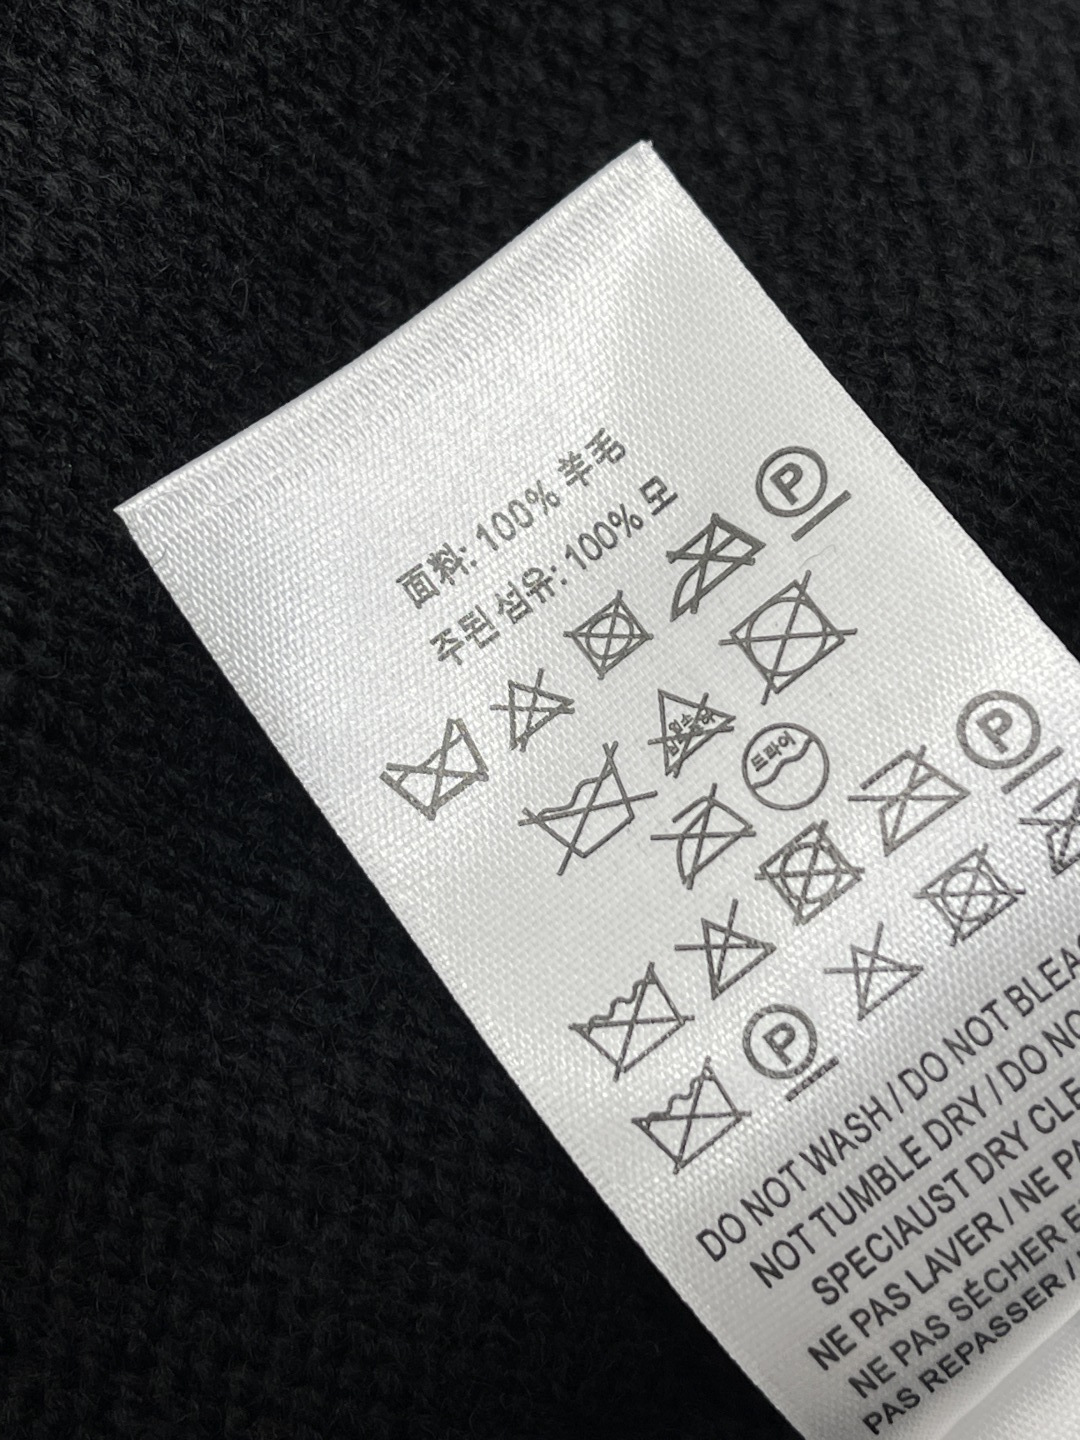 面料: 100% 羊毛
주된 섬유: 100% 모
P
드라이
P
P
DO NOT WASH / DO NOT BLEAC
NOT TUMBLE DRY / DO NO
SPECIAUST DRY CLE
NE PAS LAVER / NE PA
NE PAS SÉCHER E
PAS REPASSER /